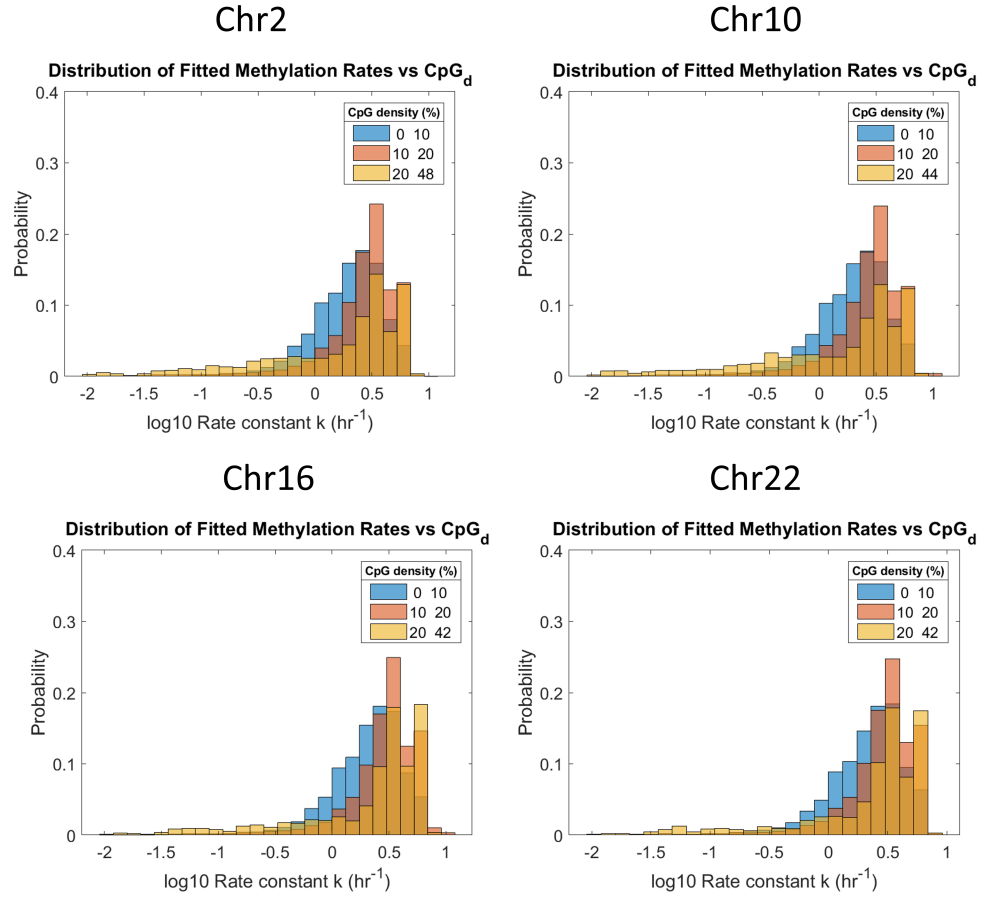 Chr2
Distribution of Fitted Methylation Rates vs CpG_d
CpG density (%)
0 10
10 20
20 48
0.4
0.3
0.2
0.1
0
Probability
-2 -1.5 -1 -0.5 0 0.5 1
log10 Rate constant k (hr^-1)
Chr10
Distribution of Fitted Methylation Rates vs CpG_d
CpG density (%)
0 10
10 20
20 44
0.4
0.3
0.2
0.1
0
Probability
-2 -1.5 -1 -0.5 0 0.5 1
log10 Rate constant k (hr^-1)
Chr16
Distribution of Fitted Methylation Rates vs CpG_d
CpG density (%)
0 10
10 20
20 42
0.4
0.3
0.2
0.1
0
Probability
-2 -1.5 -1 -0.5 0 0.5 1
log10 Rate constant k (hr^-1)
Chr22
Distribution of Fitted Methylation Rates vs CpG_d
CpG density (%)
0 10
10 20
20 42
0.4
0.3
0.2
0.1
0
Probability
-2 -1.5 -1 -0.5 0 0.5 1
log10 Rate constant k (hr^-1)